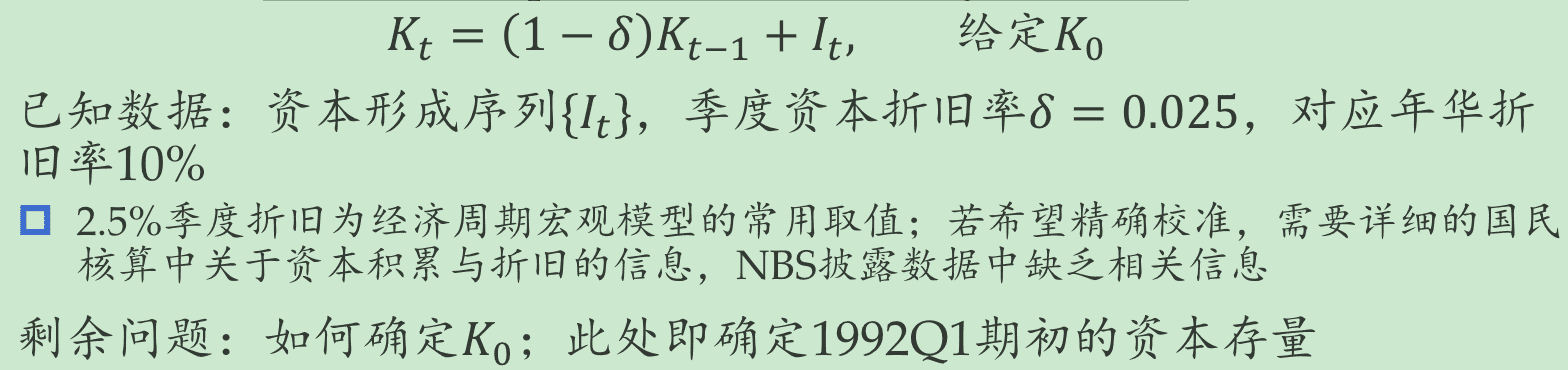 K_t = (1 − δ)K_{t−1} + I_t, 给定K_0
已知数据：资本形成序列{I_t}，季度资本折旧率δ = 0.025，对应年华折
旧率10%
2.5%季度折旧为经济周期宏观模型的常用取值；若希望精确校准，需要详细的国民
核算中关于资本积累与折旧的信息，NBS披露数据中缺乏相关信息
剩余问题：如何确定K_0；此处即确定1992Q1期初的资本存量